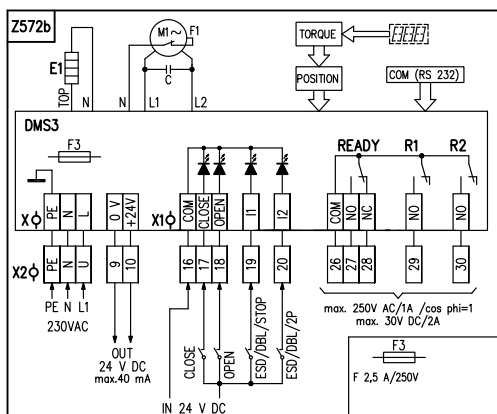 Z572b
M1~
F1
TORQUE
E1
C
POSITION
COM (RS 232)
TOP
N
N
L1
L2
DMS3
F3
READY
R1
R2
X
PE
N
L
0 V
+24V
X1
COM
CLOSE
OPEN
I1
I2
COM
NO
NC
NO
NO
X2
PE
N
U
9
10
16
17
18
19
20
26
27
28
29
30
PE N L1
230VAC
OUT
24 V DC
max.40 mA
CLOSE
OPEN
ESD/DBL/STOP
ESD/DBL/2P
IN 24 V DC
max. 250V AC/1A /cos phi=1
max. 30V DC/2A
F3
F 2,5 A/250V